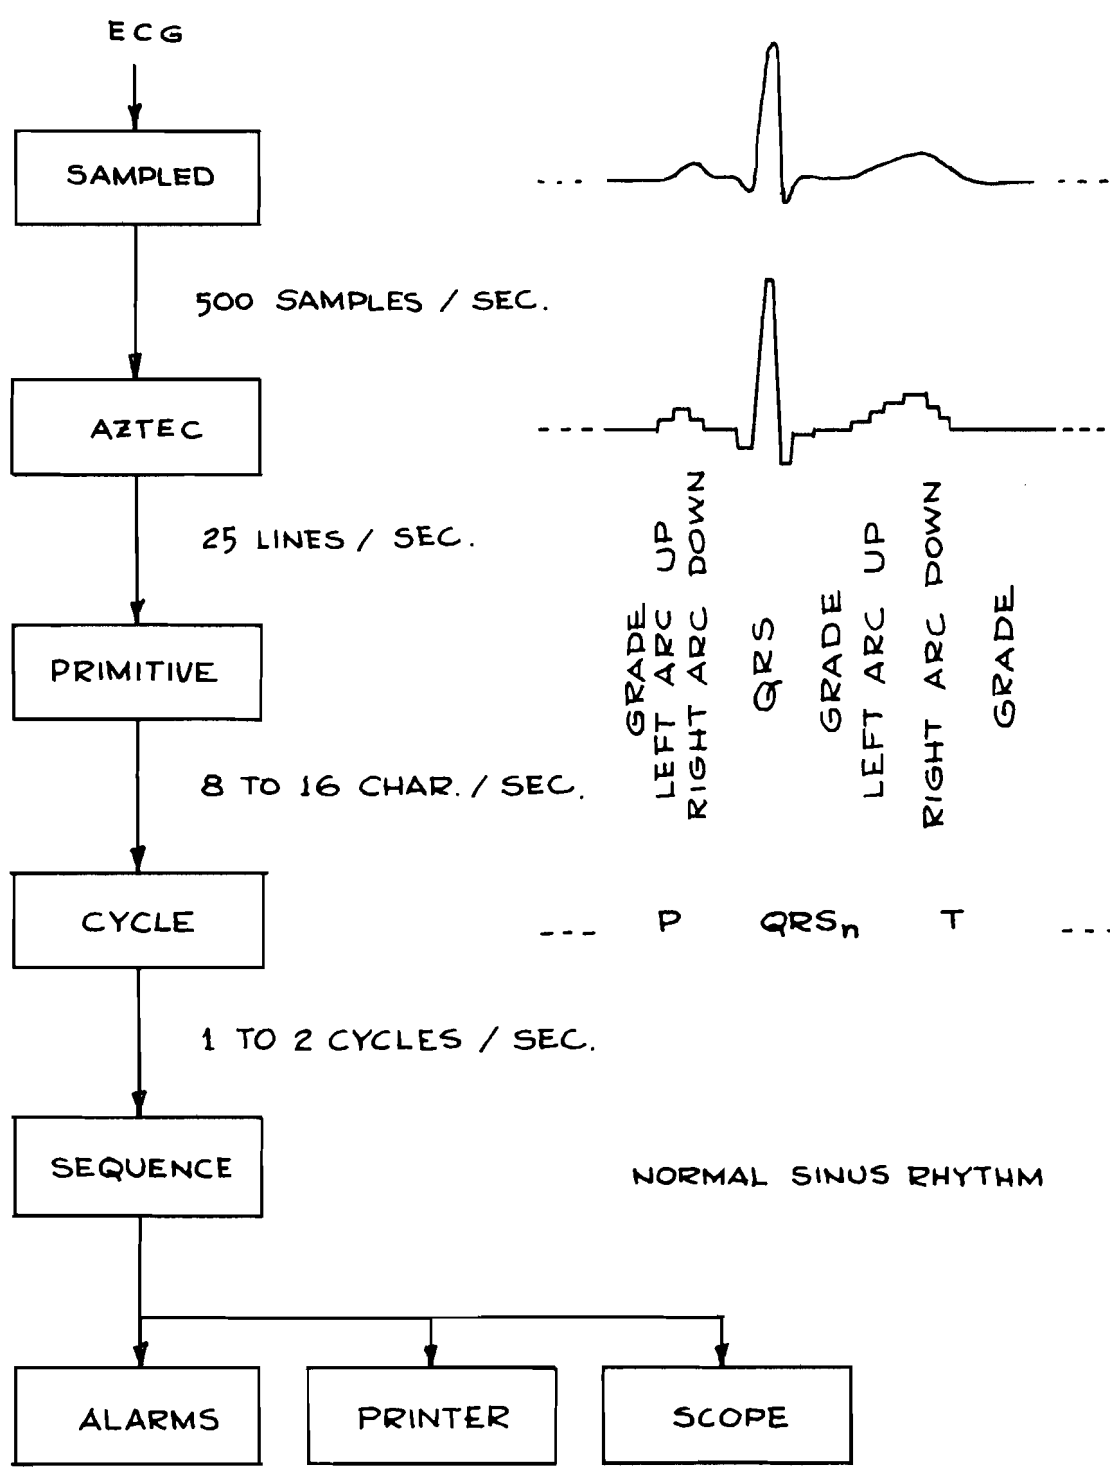 ECG
SAMPLED
500 SAMPLES / SEC.
AZTEC
25 LINES / SEC.
PRIMITIVE
GRADE
LEFT ARC UP
RIGHT ARC DOWN
QRS
GRADE
LEFT ARC UP
RIGHT ARC DOWN
GRADE
8 TO 16 CHAR. / SEC.
CYCLE
P QRSn T
1 TO 2 CYCLES / SEC.
SEQUENCE
NORMAL SINUS RHYTHM
ALARMS
PRINTER
SCOPE